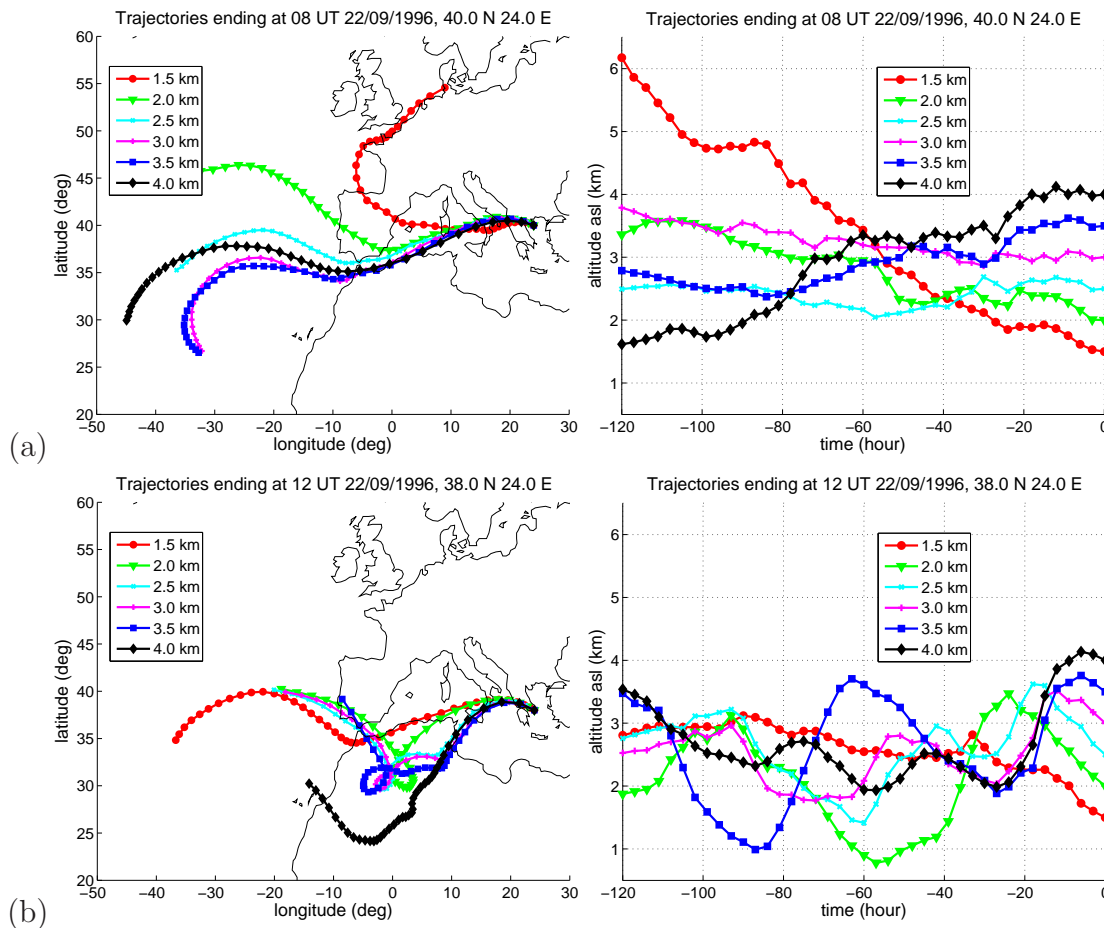 Trajectories ending at 08 UT 22/09/1996, 40.0 N 24.0 E
60
55
50
45
40
35
30
25
20
latitude (deg)
1.5 km
2.0 km
2.5 km
3.0 km
3.5 km
4.0 km
−50 −40 −30 −20 −10 0 10 20 30
longitude (deg)
(a)
Trajectories ending at 08 UT 22/09/1996, 40.0 N 24.0 E
6
5
4
3
2
1
altitude asl (km)
1.5 km
2.0 km
2.5 km
3.0 km
3.5 km
4.0 km
−120 −100 −80 −60 −40 −20 0
time (hour)
Trajectories ending at 12 UT 22/09/1996, 38.0 N 24.0 E
60
55
50
45
40
35
30
25
20
latitude (deg)
1.5 km
2.0 km
2.5 km
3.0 km
3.5 km
4.0 km
−50 −40 −30 −20 −10 0 10 20 30
longitude (deg)
(b)
Trajectories ending at 12 UT 22/09/1996, 38.0 N 24.0 E
6
5
4
3
2
1
altitude asl (km)
1.5 km
2.0 km
2.5 km
3.0 km
3.5 km
4.0 km
−120 −100 −80 −60 −40 −20 0
time (hour)